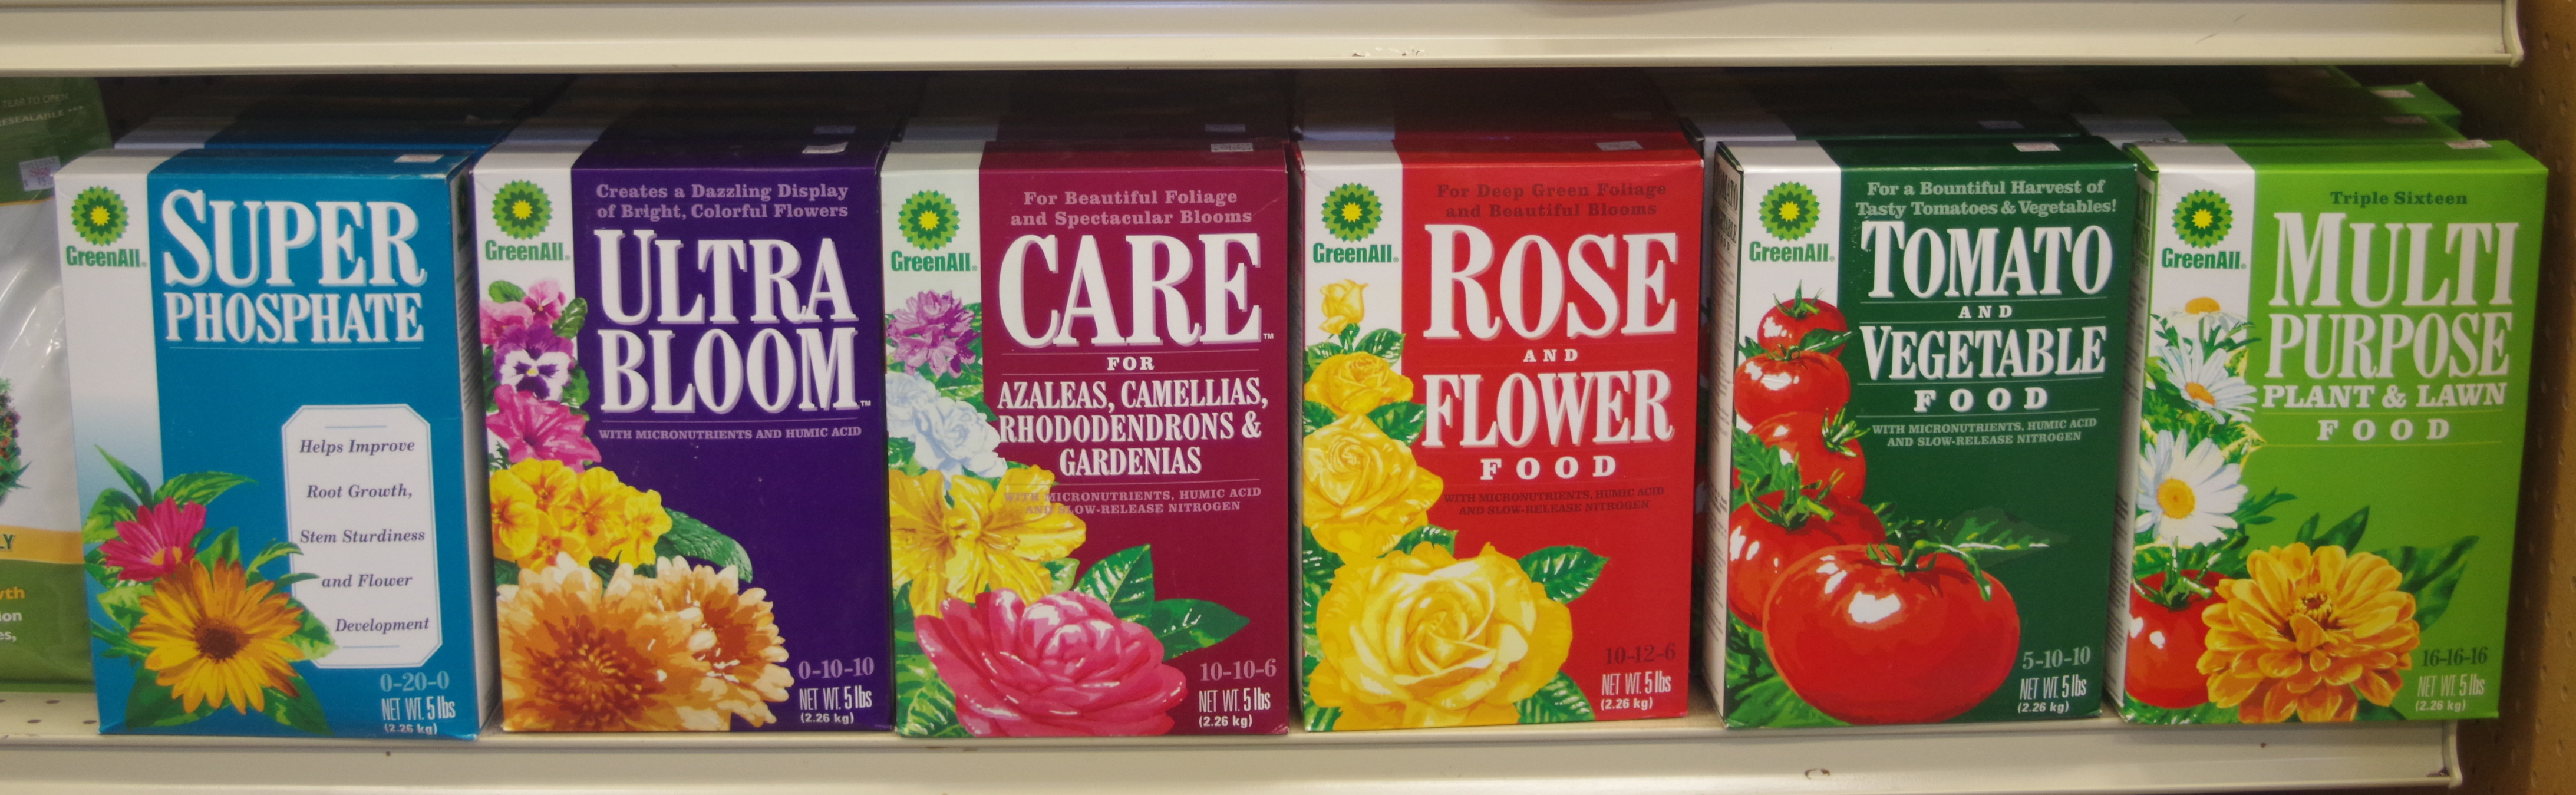 TEAR TO OPEN
RESEALABLE
GreenAll®
SUPER
PHOSPHATE
Helps Improve
Root Growth,
Stem Sturdiness
and Flower
Development
0-20-0
NET WT. 5 lbs
(2.26 kg)
GreenAll®
Creates a Dazzling Display
of Bright, Colorful Flowers
ULTRA
BLOOM™
WITH MICRONUTRIENTS AND HUMIC ACID
0-10-10
NET WT. 5 lbs
(2.26 kg)
GreenAll®
For Beautiful Foliage
and Spectacular Blooms
CARE™
FOR
AZALEAS, CAMELLIAS,
RHODODENDRONS &
GARDENIAS
WITH MICRONUTRIENTS, HUMIC ACID
AND SLOW-RELEASE NITROGEN
10-10-6
NET WT. 5 lbs
(2.26 kg)
GreenAll®
For Deep Green Foliage
and Beautiful Blooms
ROSE
AND
FLOWER
FOOD
WITH MICRONUTRIENTS, HUMIC ACID
AND SLOW-RELEASE NITROGEN
10-12-6
NET WT. 5 lbs
(2.26 kg)
GreenAll®
For a Bountiful Harvest of
Tasty Tomatoes & Vegetables!
TOMATO
AND
VEGETABLE
FOOD
WITH MICRONUTRIENTS, HUMIC ACID
AND SLOW-RELEASE NITROGEN
5-10-10
NET WT. 5 lbs
(2.26 kg)
GreenAll®
Triple Sixteen
MULTI
PURPOSE
PLANT & LAWN
FOOD
16-16-16
NET WT. 5 lbs
(2.26 kg)